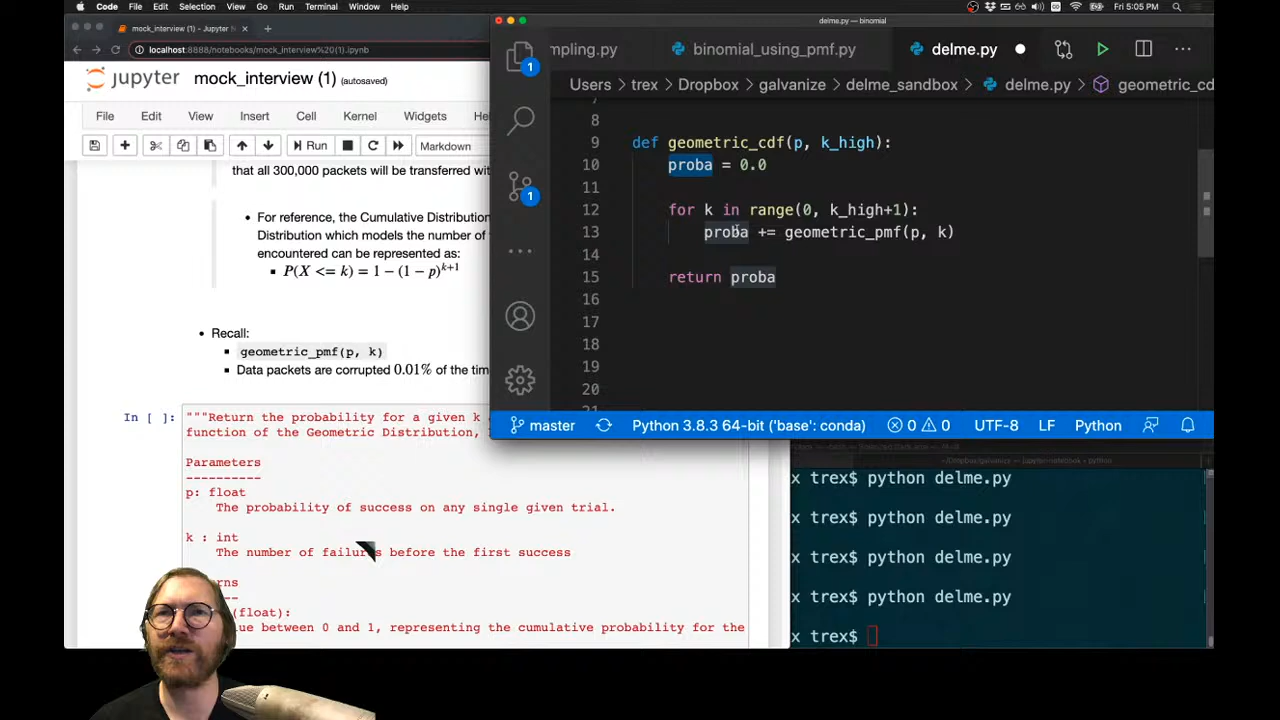 Code File Edit Selection View Go Run Terminal Window Help
Fri 5:05 PM
mock_interview (1) - Jupyter N
localhost:8888/notebooks/mock_interview%20(1).ipynb
jupyter mock_interview (1) (autosaved)
File Edit View Insert Cell Kernel Widgets He
Run Markdown
that all 300,000 packets will be transferred wit
For reference, the Cumulative Distribution
Distribution which models the number of
encountered can be represented as:
P(X <= k) = 1 − (1 − p)^{k+1}
Recall:
geometric_pmf(p, k)
Data packets are corrupted 0.01% of the tim
In [ ]:
"""Return the probability for a given k
function of the Geometric Distribution,
Parameters
----------
p: float
The probability of success on any single given trial.
k : int
The number of failures before the first success
rns
--
(float):
ue between 0 and 1, representing the cumulative probability for the
delme.py — binomial
mpling.py binomial_using_pmf.py delme.py
Users › trex › Dropbox › galvanize › delme_sandbox › delme.py › geometric_cd
7
8
9 def geometric_cdf(p, k_high):
10 proba = 0.0
11
12 for k in range(0, k_high+1):
13 proba += geometric_pmf(p, k)
14
15 return proba
16
17
18
19
20
21
1
1
master Python 3.8.3 64-bit ('base': conda) 0 0 UTF-8 LF Python
x trex$ python delme.py
x trex$ python delme.py
x trex$ python delme.py
x trex$ python delme.py
x trex$